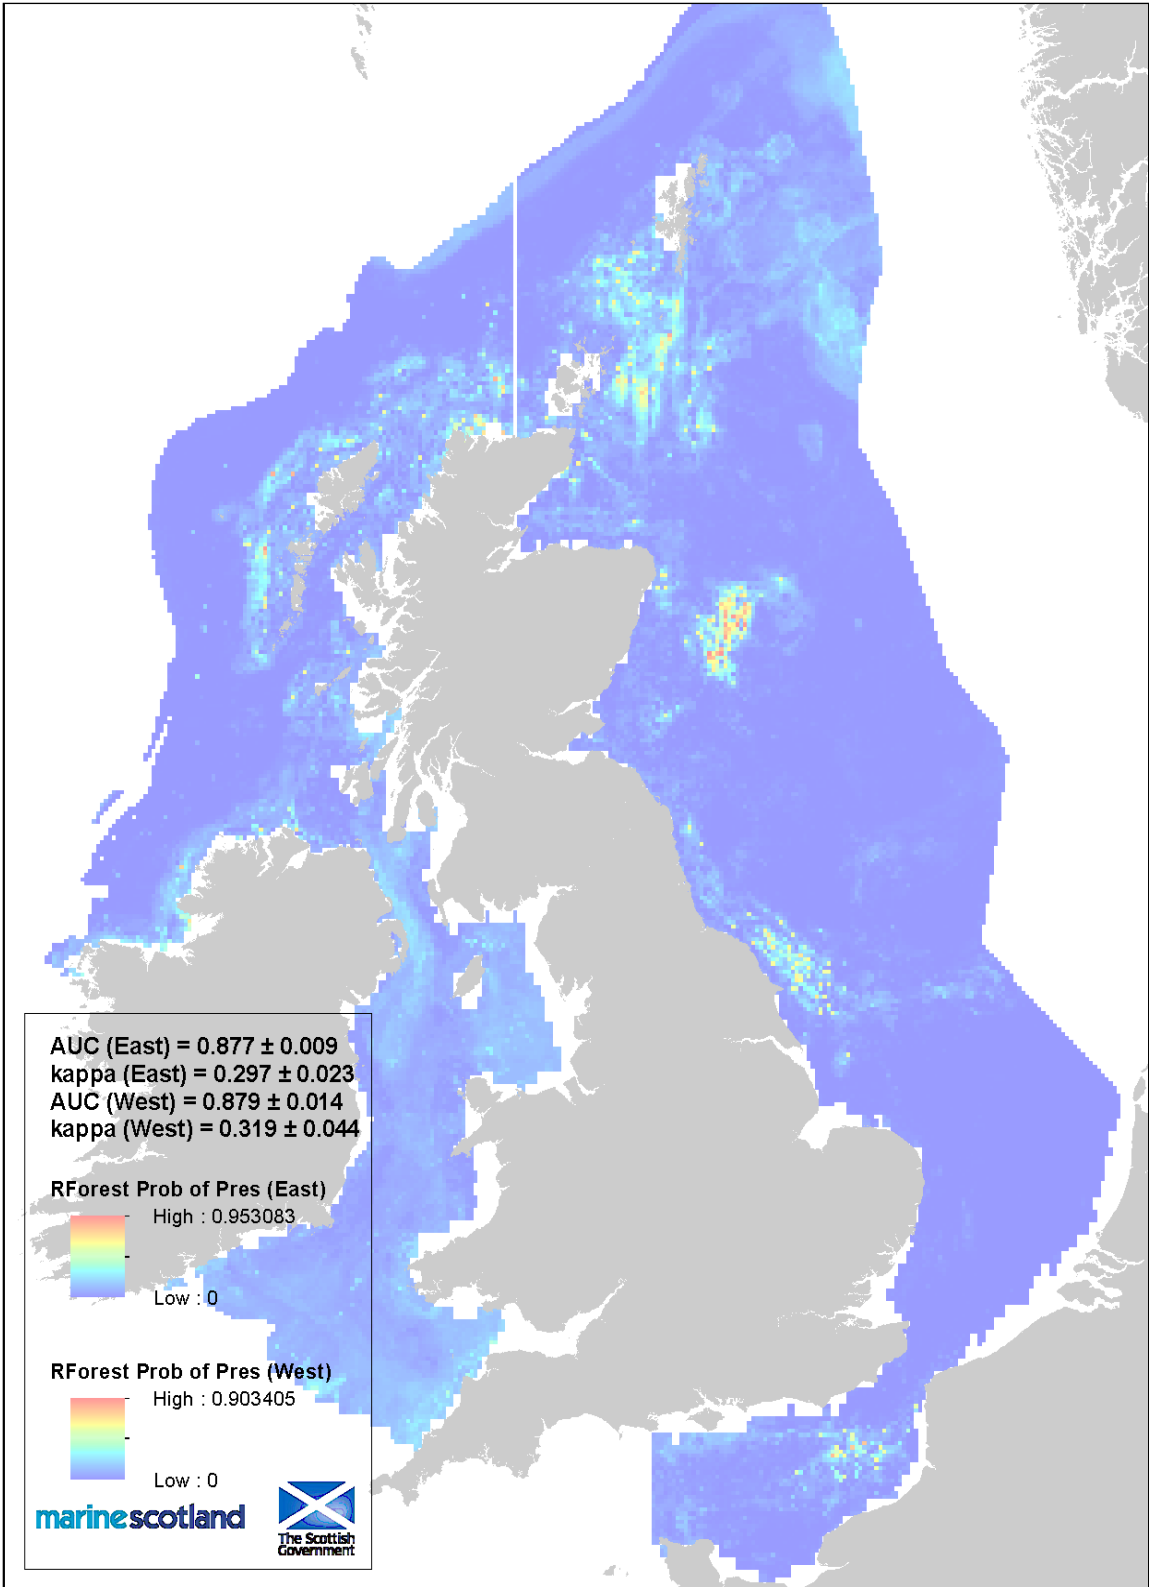 AUC (East) = 0.877 ± 0.009
kappa (East) = 0.297 ± 0.023
AUC (West) = 0.879 ± 0.014
kappa (West) = 0.319 ± 0.044
RForest Prob of Pres (East)
High : 0.953083
Low : 0
RForest Prob of Pres (West)
High : 0.903405
Low : 0
marinescotland
The Scottish
Government